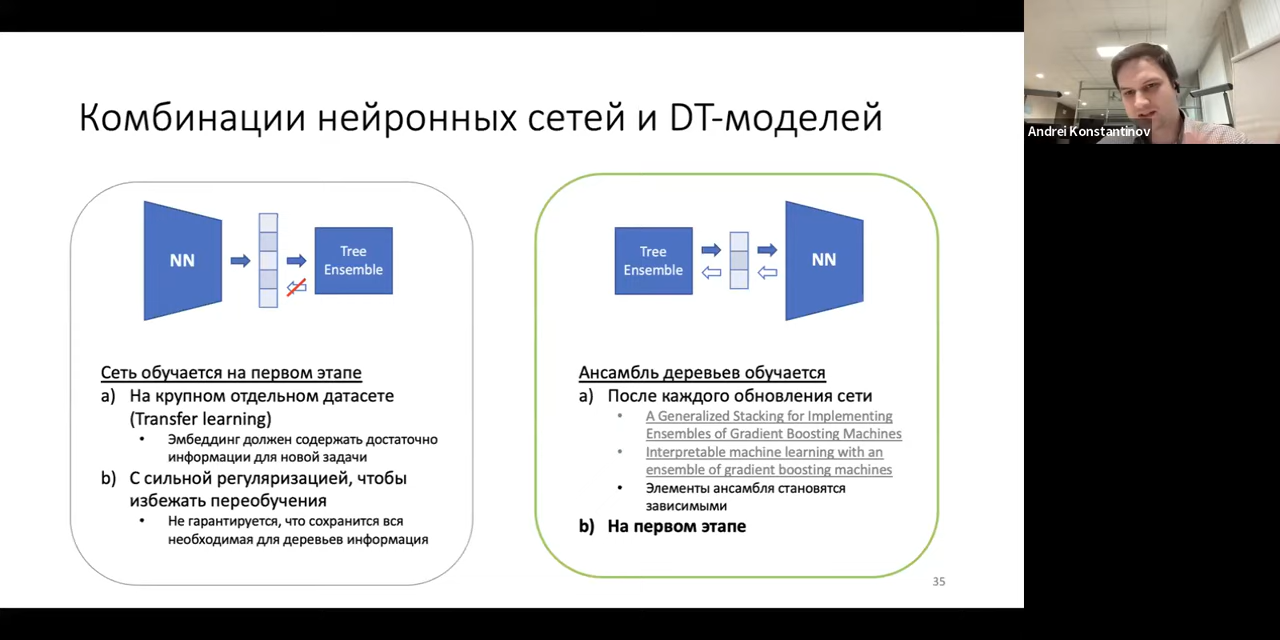 Комбинации нейронных сетей и DT-моделей
NN
Tree
Ensemble
Сеть обучается на первом этапе
a) На крупном отдельном датасете
(Transfer learning)
• Эмбеддинг должен содержать достаточно
информации для новой задачи
b) С сильной регуляризацией, чтобы
избежать переобучения
• Не гарантируется, что сохранится вся
необходимая для деревьев информация
Tree
Ensemble
NN
Ансамбль деревьев обучается
a) После каждого обновления сети
• A Generalized Stacking for Implementing
Ensembles of Gradient Boosting Machines
• Interpretable machine learning with an
ensemble of gradient boosting machines
• Элементы ансамбля становятся
зависимыми
b) На первом этапе
35
Andrei Konstantinov